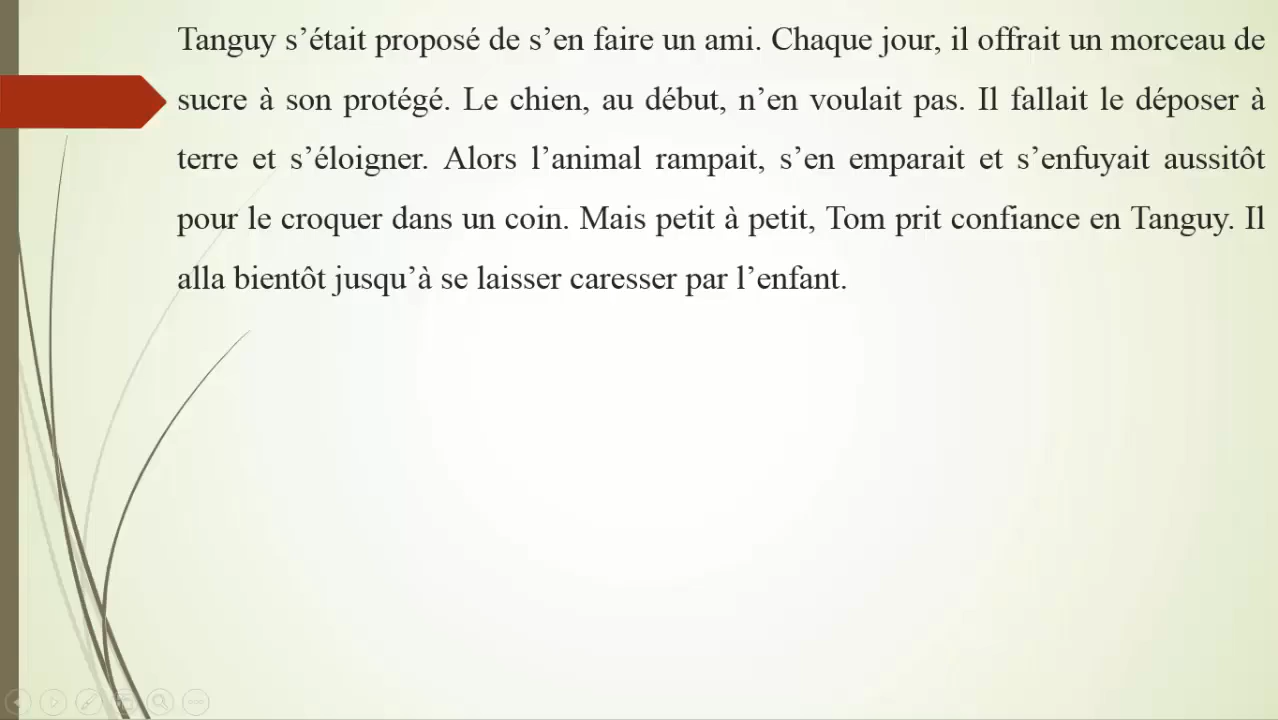 Tanguy s’était proposé de s’en faire un ami. Chaque jour, il offrait un morceau de
sucre à son protégé. Le chien, au début, n’en voulait pas. Il fallait le déposer à
terre et s’éloigner. Alors l’animal rampait, s’en emparait et s’enfuyait aussitôt
pour le croquer dans un coin. Mais petit à petit, Tom prit confiance en Tanguy. Il
alla bientôt jusqu’à se laisser caresser par l’enfant.